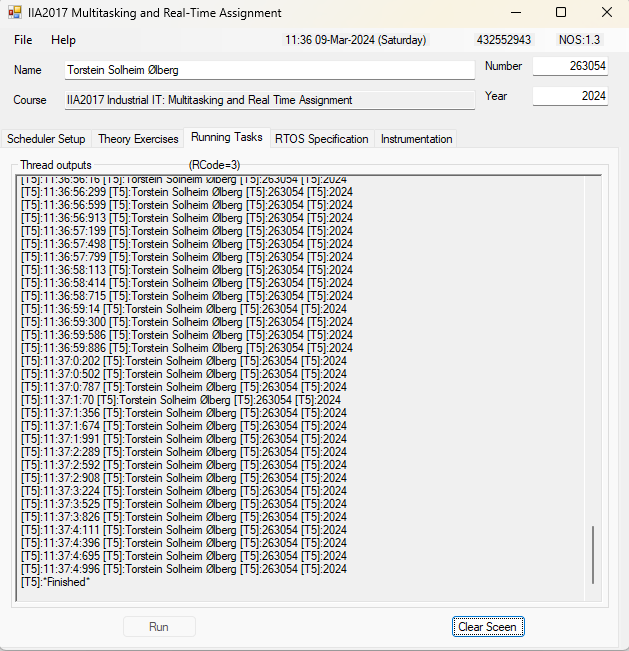 IIA2017 Multitasking and Real-Time Assignment
File Help 11:36 09-Mar-2024 (Saturday) 432552943 NOS:1.3
Name Torstein Solheim Ølberg Number 263054
Course IIA2017 Industrial IT: Multitasking and Real Time Assignment Year 2024
Scheduler Setup Theory Exercises Running Tasks RTOS Specification Instrumentation
Thread outputs (RCode=3)
[T5]:11:36:56:16 [T5]:Torstein Solheim Ølberg [T5]:263054 [T5]:2024
[T5]:11:36:56:299 [T5]:Torstein Solheim Ølberg [T5]:263054 [T5]:2024
[T5]:11:36:56:599 [T5]:Torstein Solheim Ølberg [T5]:263054 [T5]:2024
[T5]:11:36:56:913 [T5]:Torstein Solheim Ølberg [T5]:263054 [T5]:2024
[T5]:11:36:57:199 [T5]:Torstein Solheim Ølberg [T5]:263054 [T5]:2024
[T5]:11:36:57:498 [T5]:Torstein Solheim Ølberg [T5]:263054 [T5]:2024
[T5]:11:36:57:799 [T5]:Torstein Solheim Ølberg [T5]:263054 [T5]:2024
[T5]:11:36:58:113 [T5]:Torstein Solheim Ølberg [T5]:263054 [T5]:2024
[T5]:11:36:58:414 [T5]:Torstein Solheim Ølberg [T5]:263054 [T5]:2024
[T5]:11:36:58:715 [T5]:Torstein Solheim Ølberg [T5]:263054 [T5]:2024
[T5]:11:36:59:14 [T5]:Torstein Solheim Ølberg [T5]:263054 [T5]:2024
[T5]:11:36:59:300 [T5]:Torstein Solheim Ølberg [T5]:263054 [T5]:2024
[T5]:11:36:59:586 [T5]:Torstein Solheim Ølberg [T5]:263054 [T5]:2024
[T5]:11:36:59:886 [T5]:Torstein Solheim Ølberg [T5]:263054 [T5]:2024
[T5]:11:37:0:202 [T5]:Torstein Solheim Ølberg [T5]:263054 [T5]:2024
[T5]:11:37:0:502 [T5]:Torstein Solheim Ølberg [T5]:263054 [T5]:2024
[T5]:11:37:0:787 [T5]:Torstein Solheim Ølberg [T5]:263054 [T5]:2024
[T5]:11:37:1:70 [T5]:Torstein Solheim Ølberg [T5]:263054 [T5]:2024
[T5]:11:37:1:356 [T5]:Torstein Solheim Ølberg [T5]:263054 [T5]:2024
[T5]:11:37:1:674 [T5]:Torstein Solheim Ølberg [T5]:263054 [T5]:2024
[T5]:11:37:1:991 [T5]:Torstein Solheim Ølberg [T5]:263054 [T5]:2024
[T5]:11:37:2:289 [T5]:Torstein Solheim Ølberg [T5]:263054 [T5]:2024
[T5]:11:37:2:592 [T5]:Torstein Solheim Ølberg [T5]:263054 [T5]:2024
[T5]:11:37:2:908 [T5]:Torstein Solheim Ølberg [T5]:263054 [T5]:2024
[T5]:11:37:3:224 [T5]:Torstein Solheim Ølberg [T5]:263054 [T5]:2024
[T5]:11:37:3:525 [T5]:Torstein Solheim Ølberg [T5]:263054 [T5]:2024
[T5]:11:37:3:826 [T5]:Torstein Solheim Ølberg [T5]:263054 [T5]:2024
[T5]:11:37:4:111 [T5]:Torstein Solheim Ølberg [T5]:263054 [T5]:2024
[T5]:11:37:4:396 [T5]:Torstein Solheim Ølberg [T5]:263054 [T5]:2024
[T5]:11:37:4:695 [T5]:Torstein Solheim Ølberg [T5]:263054 [T5]:2024
[T5]:11:37:4:996 [T5]:Torstein Solheim Ølberg [T5]:263054 [T5]:2024
[T5]:*Finished*
Run Clear Sceen